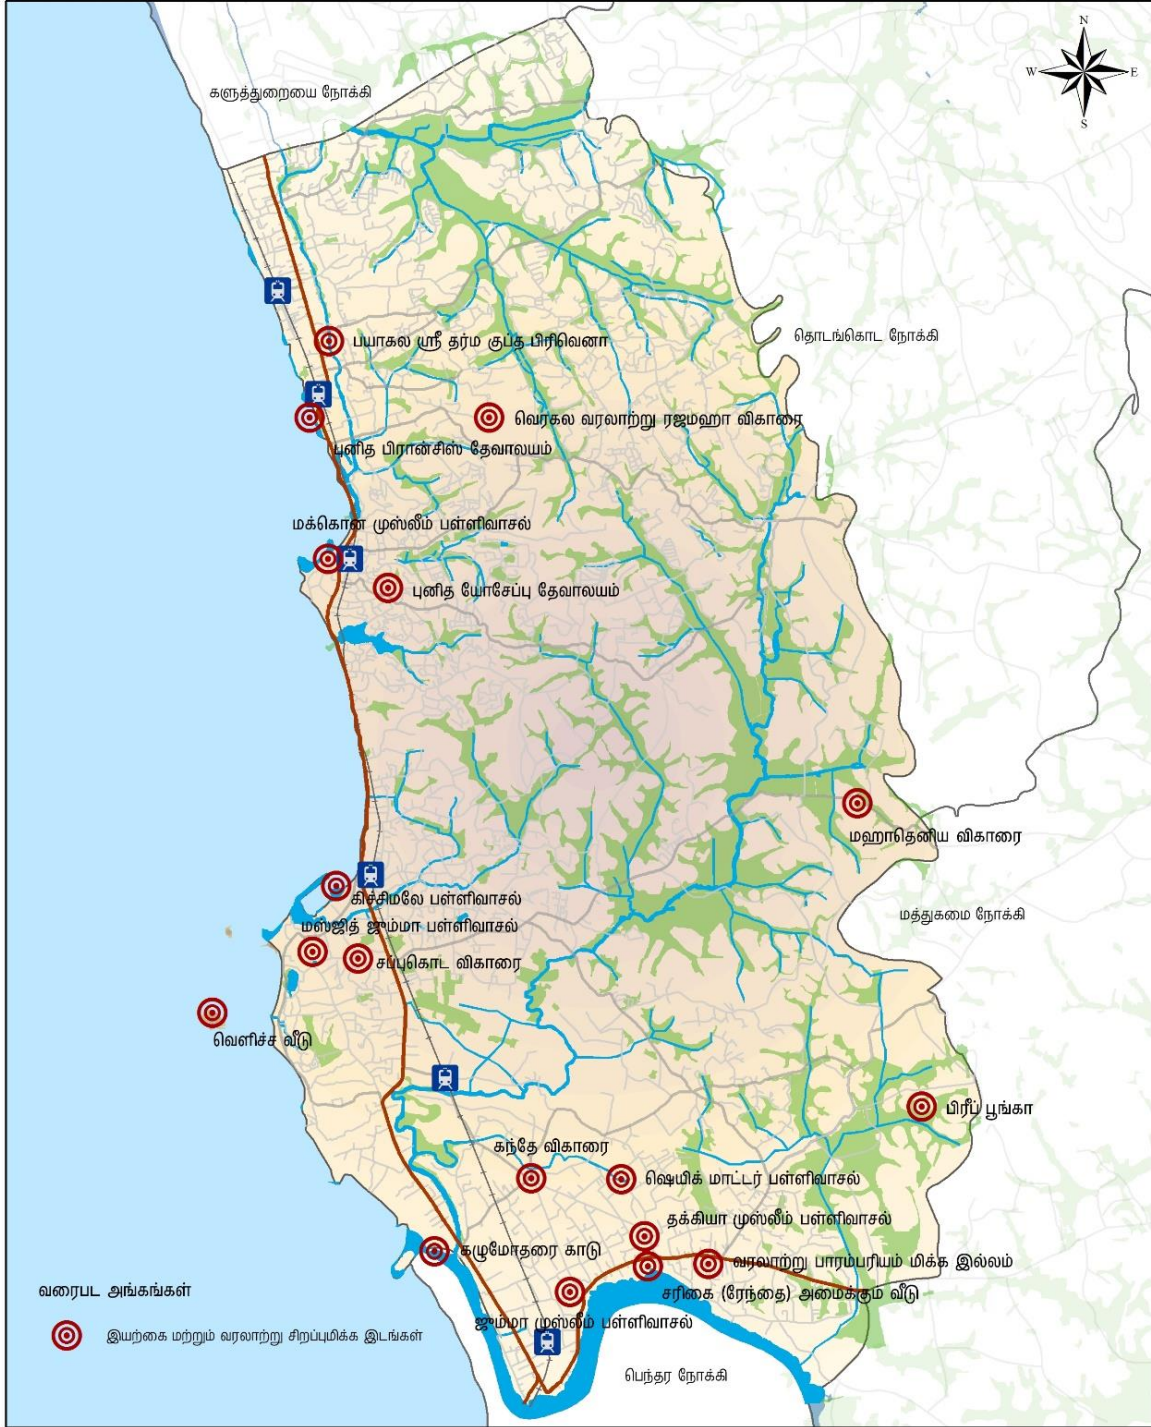 N
W E
S
களுத்துறையை நோக்கி
தொடங்கொட நோக்கி
பயாகல ஸ்ரீ தர்ம குப்த பிரிவெனா
வெரகல வரலாற்று ரஜமஹா விகாரை
புனித பிரான்சிஸ் தேவாலயம்
மக்கொன முஸ்லீம் பள்ளிவாசல்
புனித யோசேப்பு தேவாலயம்
மஹாதெனிய விகாரை
கிச்சிமலே பள்ளிவாசல்
மத்துகமை நோக்கி
மஸ்ஜித் ஜும்மா பள்ளிவாசல்
சப்புகொட விகாரை
வெளிச்ச வீடு
பிரீப் பூங்கா
கந்தே விகாரை
ஷெயிக் மாட்டர் பள்ளிவாசல்
தக்கியா முஸ்லீம் பள்ளிவாசல்
கழுமோதரை காடு
வரலாற்று பாரம்பரியம் மிக்க இல்லம்
வரைபட அங்கங்கள்
சரிகை (ரேந்தை) அமைக்கும் வீடு
ஜும்மா முஸ்லீம் பள்ளிவாசல்
இயற்கை மற்றும் வரலாற்று சிறப்புமிக்க இடங்கள்
பெந்தர நோக்கி